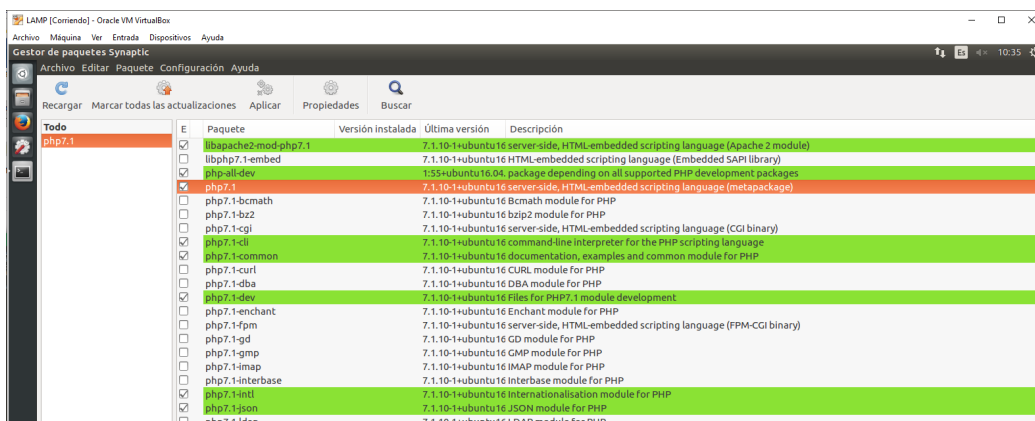 LAMP [Corriendo] - Oracle VM VirtualBox
Archivo Máquina Ver Entrada Dispositivos Ayuda
Gestor de paquetes Synaptic Es 10:35
Archivo Editar Paquete Configuración Ayuda
Recargar Marcar todas las actualizaciones Aplicar Propiedades Buscar
Todo
php7.1
E Paquete Versión instalada Última versión Descripción
libapache2-mod-php7.1 7.1.10-1+ubuntu16 server-side, HTML-embedded scripting language (Apache 2 module)
libphp7.1-embed 7.1.10-1+ubuntu16 HTML-embedded scripting language (Embedded SAPI library)
php-all-dev 1:55+ubuntu16.04. package depending on all supported PHP development packages
php7.1 7.1.10-1+ubuntu16 server-side, HTML-embedded scripting language (metapackage)
php7.1-bcmath 7.1.10-1+ubuntu16 Bcmath module for PHP
php7.1-bz2 7.1.10-1+ubuntu16 bzip2 module for PHP
php7.1-cgi 7.1.10-1+ubuntu16 server-side, HTML-embedded scripting language (CGI binary)
php7.1-cli 7.1.10-1+ubuntu16 command-line interpreter for the PHP scripting language
php7.1-common 7.1.10-1+ubuntu16 documentation, examples and common module for PHP
php7.1-curl 7.1.10-1+ubuntu16 CURL module for PHP
php7.1-dba 7.1.10-1+ubuntu16 DBA module for PHP
php7.1-dev 7.1.10-1+ubuntu16 Files for PHP7.1 module development
php7.1-enchant 7.1.10-1+ubuntu16 Enchant module for PHP
php7.1-fpm 7.1.10-1+ubuntu16 server-side, HTML-embedded scripting language (FPM-CGI binary)
php7.1-gd 7.1.10-1+ubuntu16 GD module for PHP
php7.1-gmp 7.1.10-1+ubuntu16 GMP module for PHP
php7.1-imap 7.1.10-1+ubuntu16 IMAP module for PHP
php7.1-interbase 7.1.10-1+ubuntu16 Interbase module for PHP
php7.1-intl 7.1.10-1+ubuntu16 Internationalisation module for PHP
php7.1-json 7.1.10-1+ubuntu16 JSON module for PHP